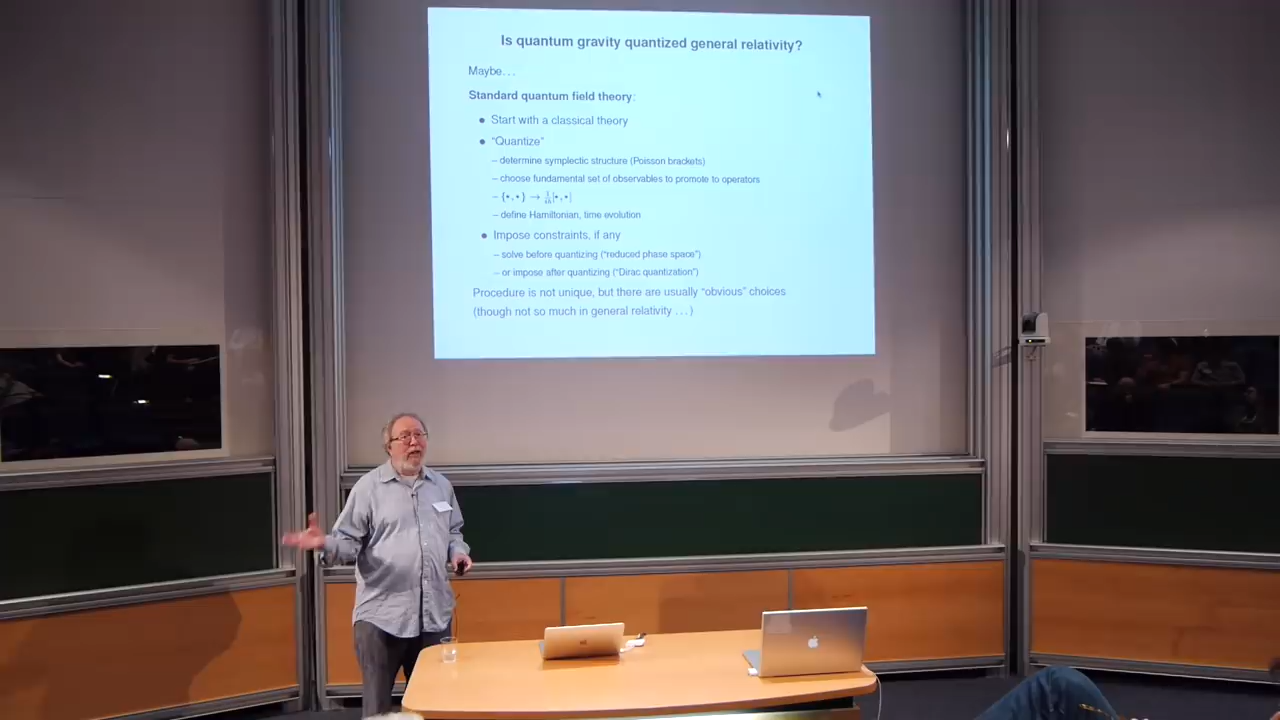 Is quantum gravity quantized general relativity?
Maybe...
Standard quantum field theory:
• Start with a classical theory
• "Quantize"
– determine symplectic structure (Poisson brackets)
– choose fundamental set of observables to promote to operators
– {•,•} → 1/iħ [•,•]
– define Hamiltonian, time evolution
• Impose constraints, if any
– solve before quantizing ("reduced phase space")
– or impose after quantizing ("Dirac quantization")
Procedure is not unique, but there are usually "obvious" choices
(though not so much in general relativity ...)